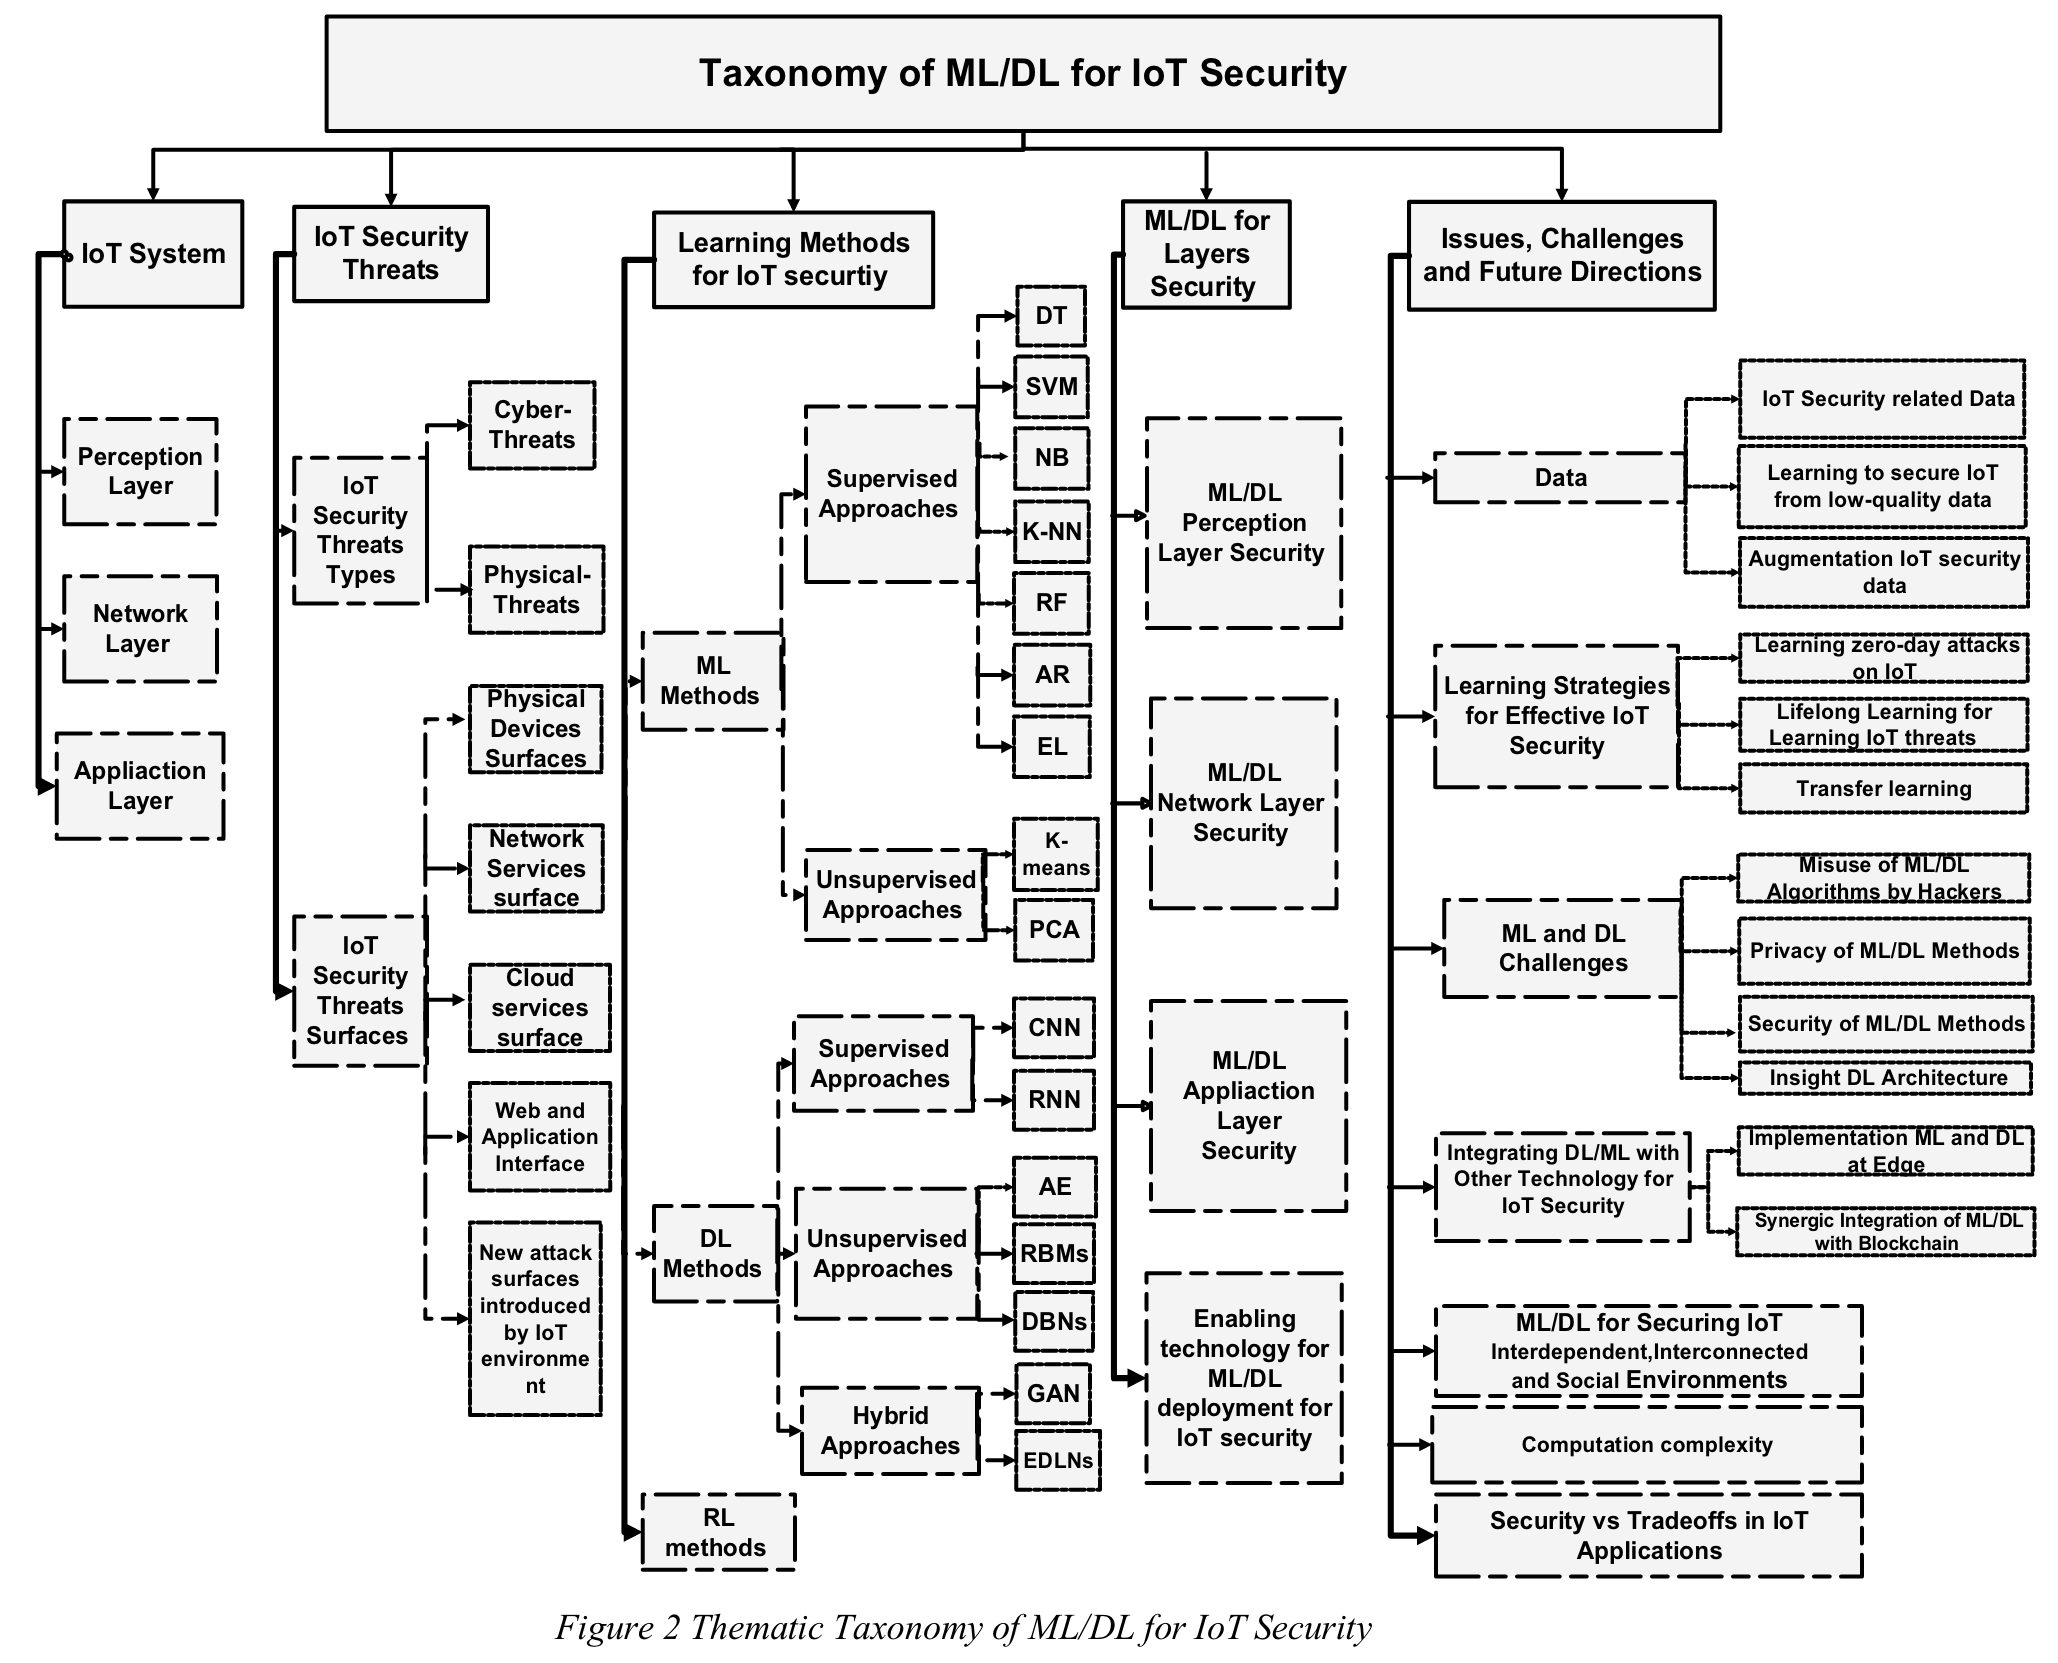 Taxonomy of ML/DL for IoT Security
IoT System
Perception
Layer
Network
Layer
Appliaction
Layer
IoT Security
Threats
IoT
Security
Threats
Types
Cyber-
Threats
Physical-
Threats
IoT
Security
Threats
Surfaces
Physical
Devices
Surfaces
Network
Services
surface
Cloud
services
surface
Web and
Application
Interface
New attack
surfaces
introduced
by IoT
environme
nt
Learning Methods
for IoT securtiy
ML
Methods
Supervised
Approaches
DT
SVM
NB
K-NN
RF
AR
EL
Unsupervised
Approaches
K-
means
PCA
DL
Methods
Supervised
Approaches
CNN
RNN
Unsupervised
Approaches
AE
RBMs
DBNs
Hybrid
Approaches
GAN
EDLNs
RL
methods
ML/DL for
Layers
Security
ML/DL
Perception
Layer Security
ML/DL
Network Layer
Security
ML/DL
Appliaction
Layer
Security
Enabling
technology for
ML/DL
deployment for
IoT security
Issues, Challenges
and Future Directions
Data
IoT Security related Data
Learning to secure IoT
from low-quality data
Augmentation IoT security
data
Learning Strategies
for Effective IoT
Security
Learning zero-day attacks
on IoT
Lifelong Learning for
Learning IoT threats
Transfer learning
ML and DL
Challenges
Misuse of ML/DL
Algorithms by Hackers
Privacy of ML/DL Methods
Security of ML/DL Methods
Insight DL Architecture
Integrating DL/ML with
Other Technology for
IoT Security
Implementation ML and DL
at Edge
Synergic Integration of ML/DL
with Blockchain
ML/DL for Securing IoT
Interdependent,Interconnected
and Social Environments
Computation complexity
Security vs Tradeoffs in IoT
Applications
Figure 2 Thematic Taxonomy of ML/DL for IoT Security